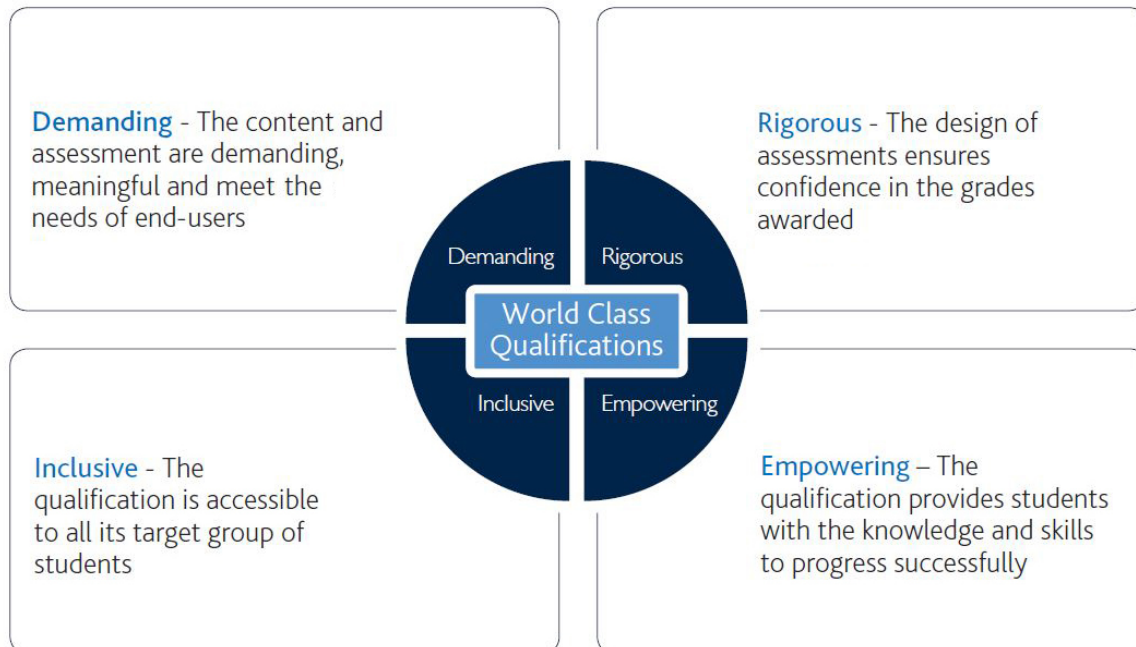 Demanding - The content and
assessment are demanding,
meaningful and meet the
needs of end-users
Rigorous - The design of
assessments ensures
confidence in the grades
awarded
Demanding
Rigorous
World Class
Qualifications
Inclusive
Empowering
Inclusive - The
qualification is accessible
to all its target group of
students
Empowering – The
qualification provides students
with the knowledge and skills
to progress successfully